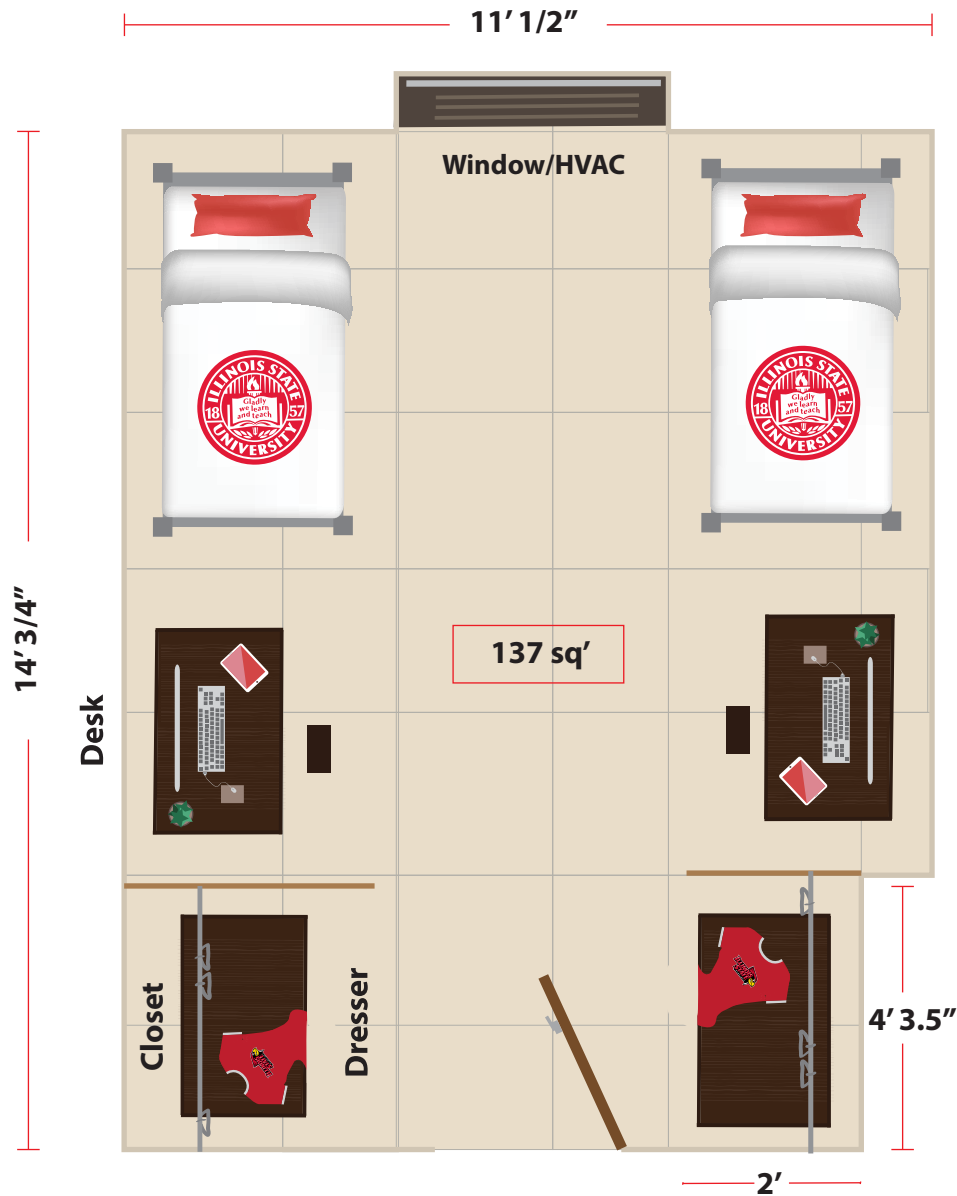 11' 1/2"
Window/HVAC
ILLINOIS STATE
18 57
Gladly
we learn
and teach
UNIVERSITY
ILLINOIS STATE
18 57
Gladly
we learn
and teach
UNIVERSITY
14' 3/4"
137 sq'
Desk
Closet
Dresser
4' 3.5"
2'